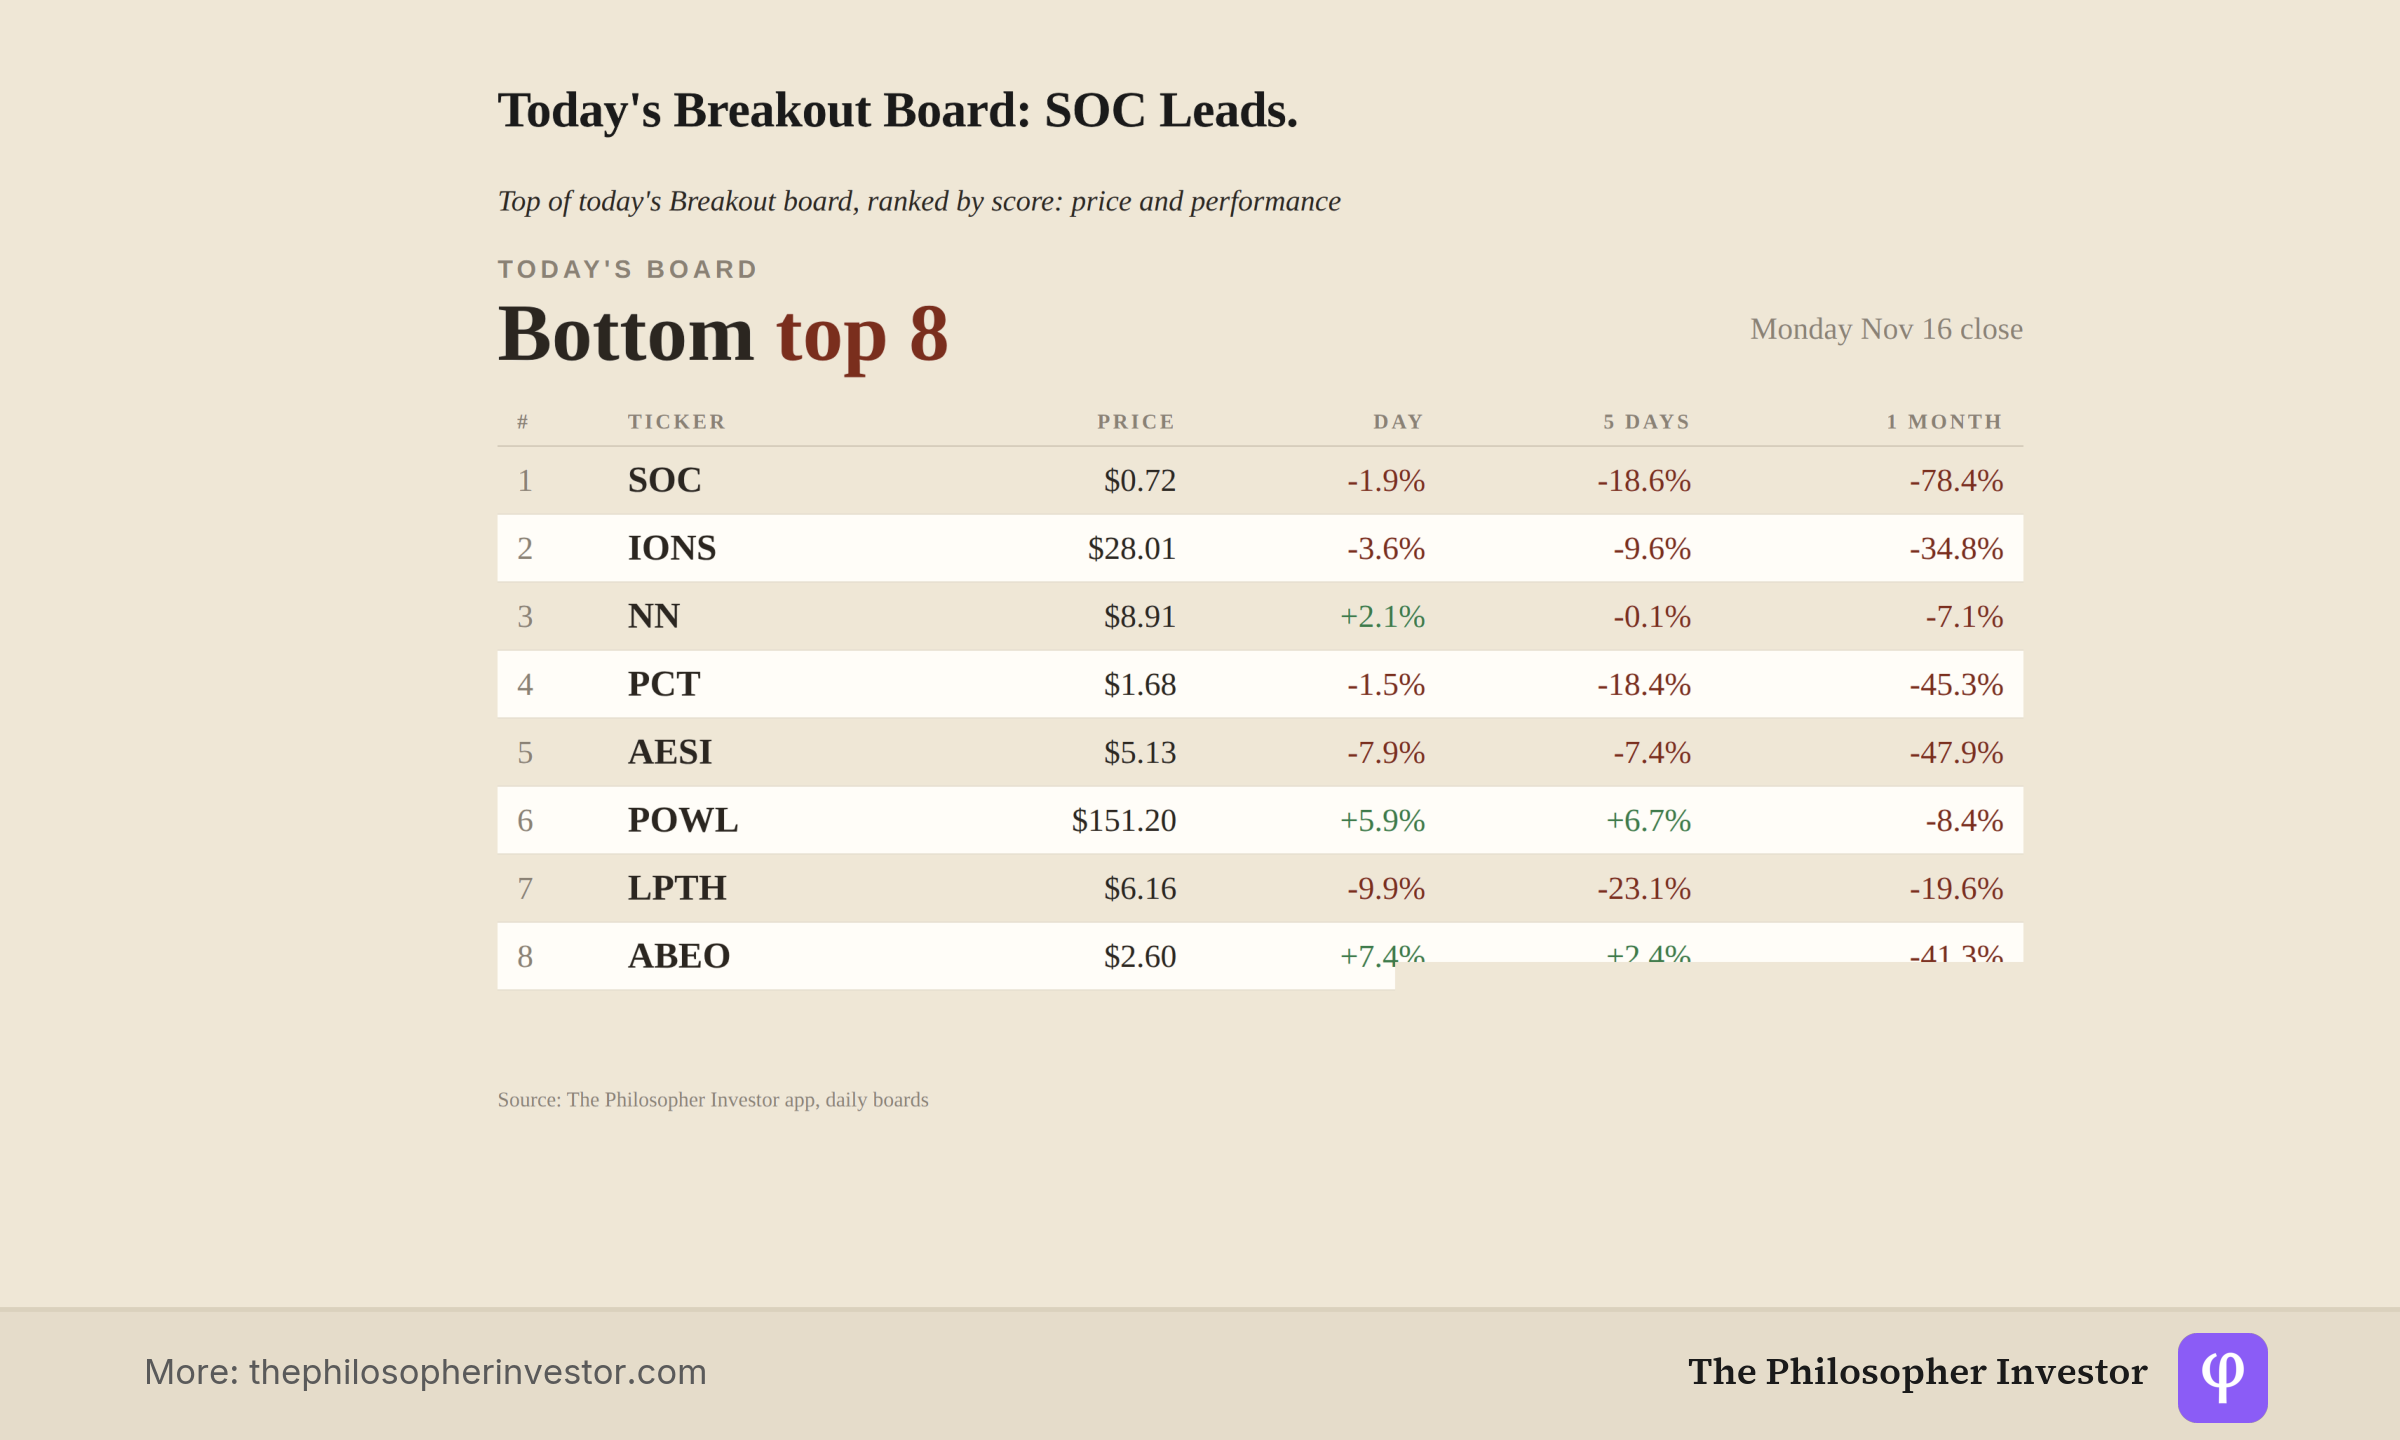 Today's Breakout Board: SOC Leads.
Top of today's Breakout board, ranked by score: price and performance
TODAY'S BOARD
Bottom top 8
Monday Nov 16 close
# TICKER PRICE DAY 5 DAYS 1 MONTH
1 SOC $0.72 -1.9% -18.6% -78.4%
2 IONS $28.01 -3.6% -9.6% -34.8%
3 NN $8.91 +2.1% -0.1% -7.1%
4 PCT $1.68 -1.5% -18.4% -45.3%
5 AESI $5.13 -7.9% -7.4% -47.9%
6 POWL $151.20 +5.9% +6.7% -8.4%
7 LPTH $6.16 -9.9% -23.1% -19.6%
8 ABEO $2.60 +7.4% +2.4% -41.3%
Source: The Philosopher Investor app, daily boards
More: thephilosopherinvestor.com
The Philosopher Investor φ